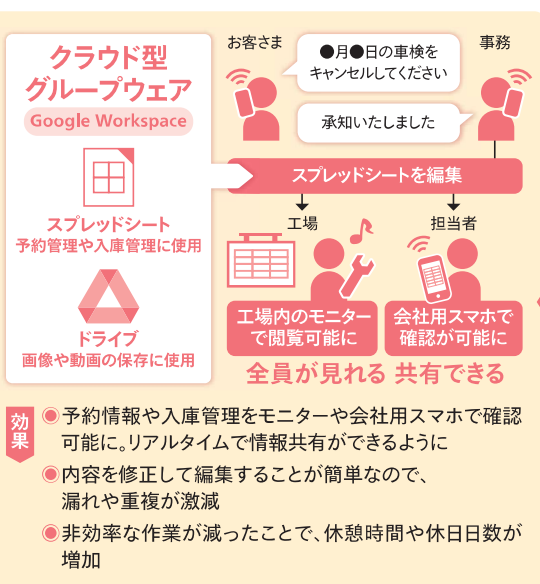 クラウド型
グループウェア
Google Workspace
スプレッドシート
予約管理や入庫管理に使用
ドライブ
画像や動画の保存に使用
お客さま
●月●日の車検を
キャンセルしてください
事務
承知いたしました
スプレッドシートを編集
工場
担当者
工場内のモニター
で閲覧可能に
会社用スマホで
確認が可能に
全員が見れる 共有できる
効果
◉予約情報や入庫管理をモニターや会社用スマホで確認
可能に。リアルタイムで情報共有ができるように
◉内容を修正して編集することが簡単なので、
漏れや重複が激減
◉非効率な作業が減ったことで、休憩時間や休日日数が
増加